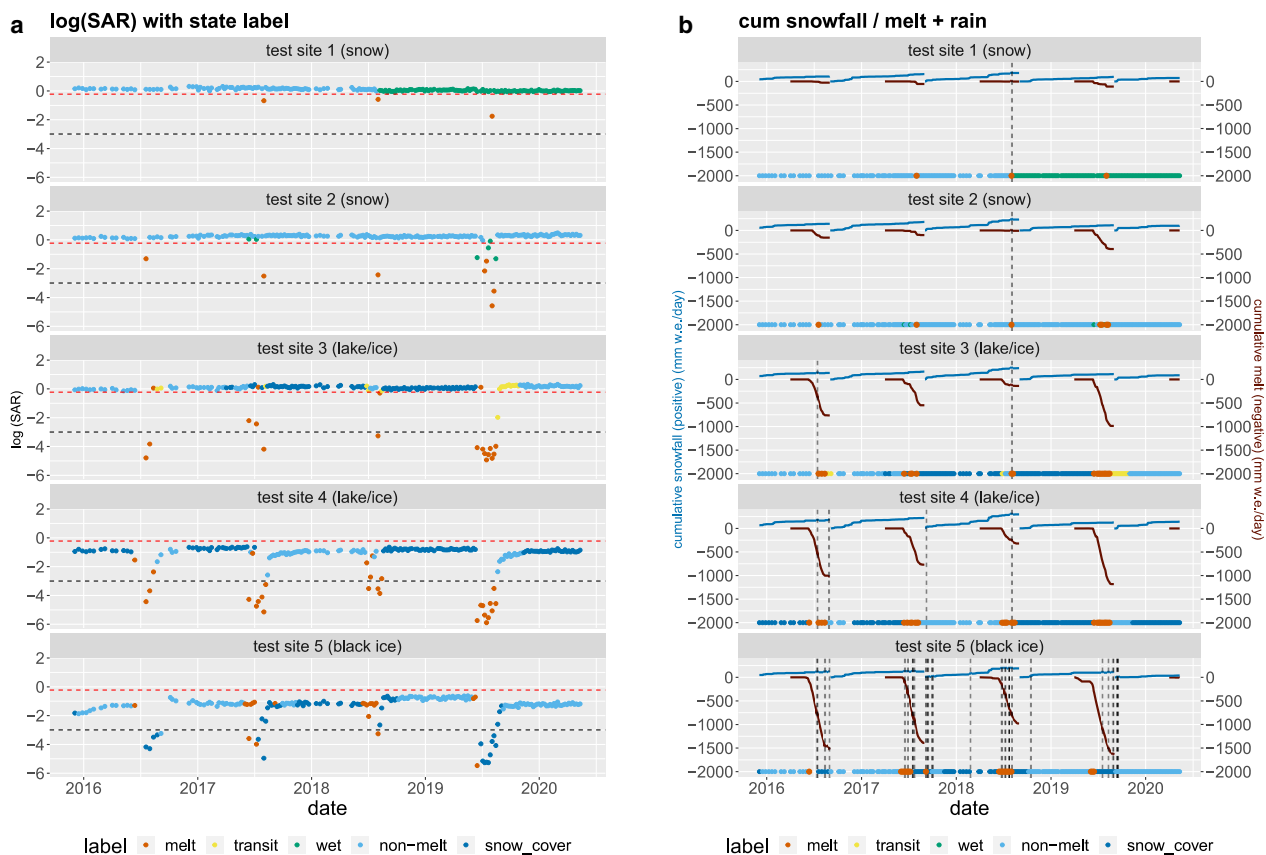 a log(SAR) with state label
test site 1 (snow)
2
0
−2
−4
−6
test site 2 (snow)
2
0
−2
−4
−6
test site 3 (lake/ice)
2
0
−2
−4
−6
test site 4 (lake/ice)
2
0
−2
−4
−6
test site 5 (black ice)
2
0
−2
−4
−6
log (SAR)
2016 2017 2018 2019 2020
date
label melt transit wet non−melt snow_cover
b cum snowfall / melt + rain
test site 1 (snow)
0 0
−500 −500
−1000 −1000
−1500 −1500
−2000 −2000
test site 2 (snow)
0 0
−500 −500
−1000 −1000
−1500 −1500
−2000 −2000
test site 3 (lake/ice)
0 0
−500 −500
−1000 −1000
−1500 −1500
−2000 −2000
test site 4 (lake/ice)
0 0
−500 −500
−1000 −1000
−1500 −1500
−2000 −2000
test site 5 (black ice)
0 0
−500 −500
−1000 −1000
−1500 −1500
−2000 −2000
cumulative snowfall (positive) (mm w.e./day)
cumulative melt (negative) (mm w.e./day)
2016 2017 2018 2019 2020
date
label melt transit wet non−melt snow_cover